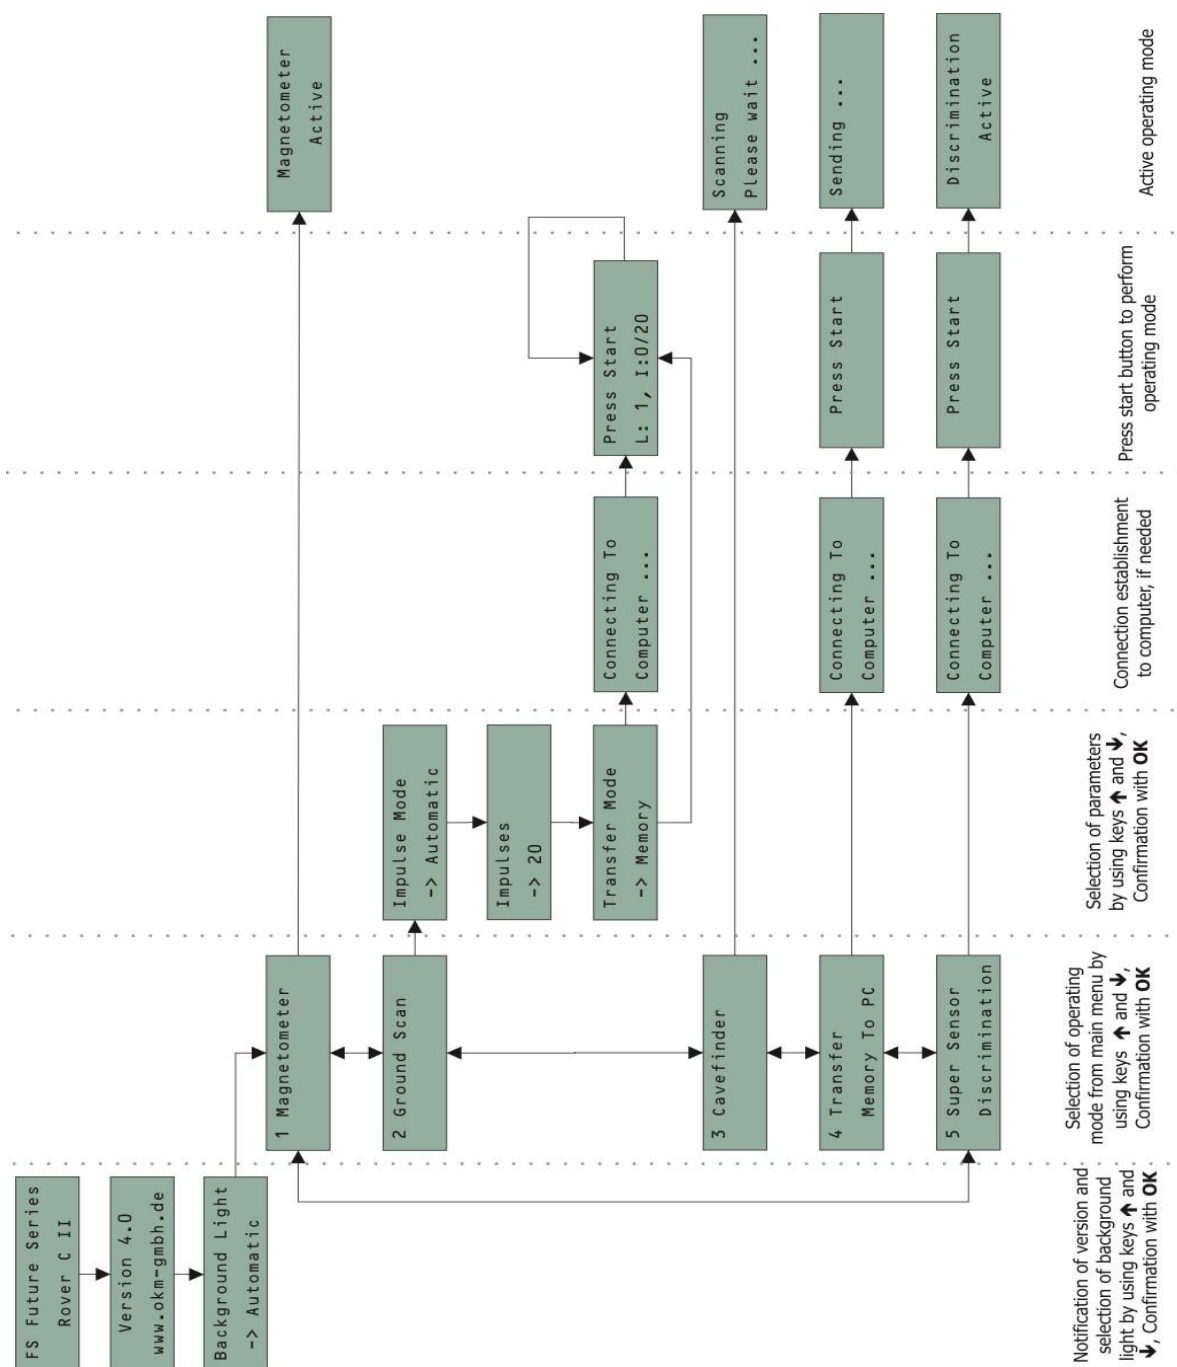 FS Future Series
Rover C II
Version 4.0
www.okm-gmbh.de
Background Light
-> Automatic
Notification of version and
selection of background
light by using keys ↑ and
↓, Confirmation with OK
1 Magnetometer
2 Ground Scan
3 Cavefinder
4 Transfer
Memory To PC
5 Super Sensor
Discrimination
Selection of operating
mode from main menu by
using keys ↑ and ↓,
Confirmation with OK
Impulse Mode
-> Automatic
Impulses
-> 20
Transfer Mode
-> Memory
Selection of parameters
by using keys ↑ and ↓,
Confirmation with OK
Connecting To
Computer ...
Connecting To
Computer ...
Connecting To
Computer ...
Connection establishment
to computer, if needed
Press Start
L: 1, I:0/20
Press Start
Press Start
Press start button to perform
operating mode
Magnetometer
Active
Scanning
Please wait ...
Sending ...
Discrimination
Active
Active operating mode